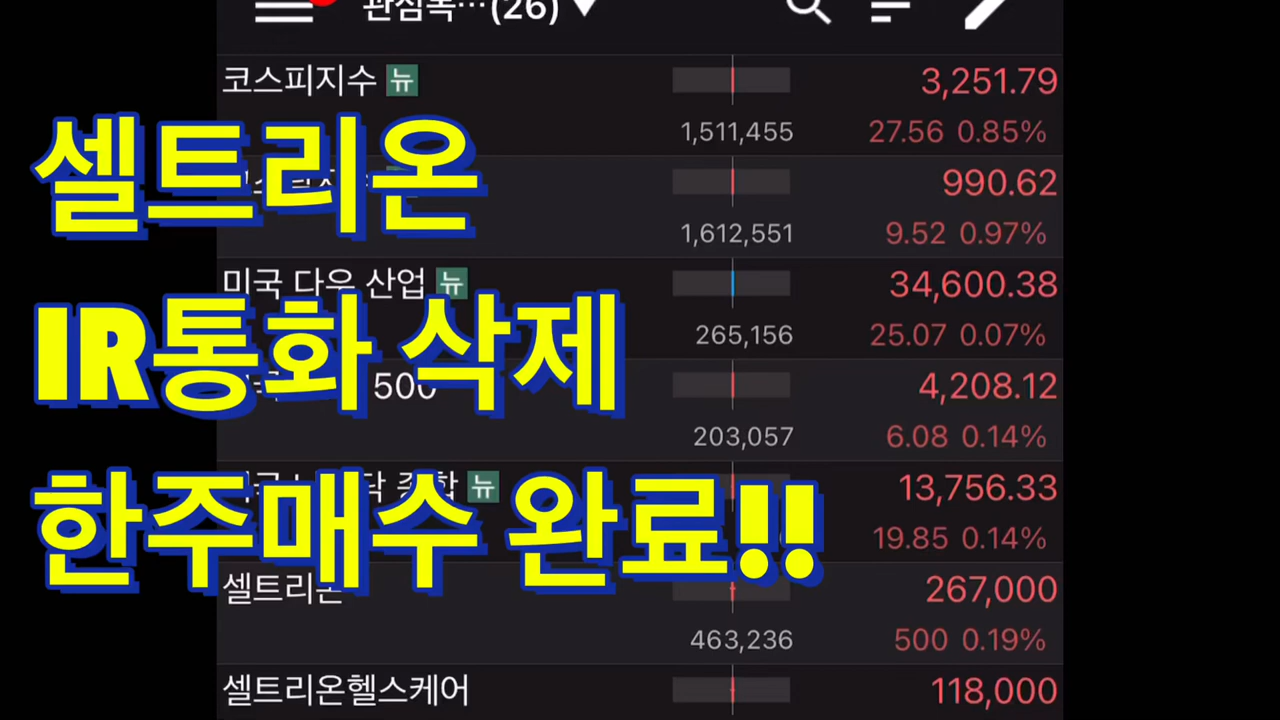 관심목…(26)
코스피지수 뉴
3,251.79
1,511,455 27.56 0.85%
셀트리온
990.62
1,612,551 9.52 0.97%
미국 다우 산업 뉴
34,600.38
265,156 25.07 0.07%
IR통화 삭제
500
4,208.12
203,057 6.08 0.14%
종합 뉴
13,756.33
19.85 0.14%
한주매수 완료!!
셀트리온
267,000
463,236 500 0.19%
셀트리온헬스케어
118,000